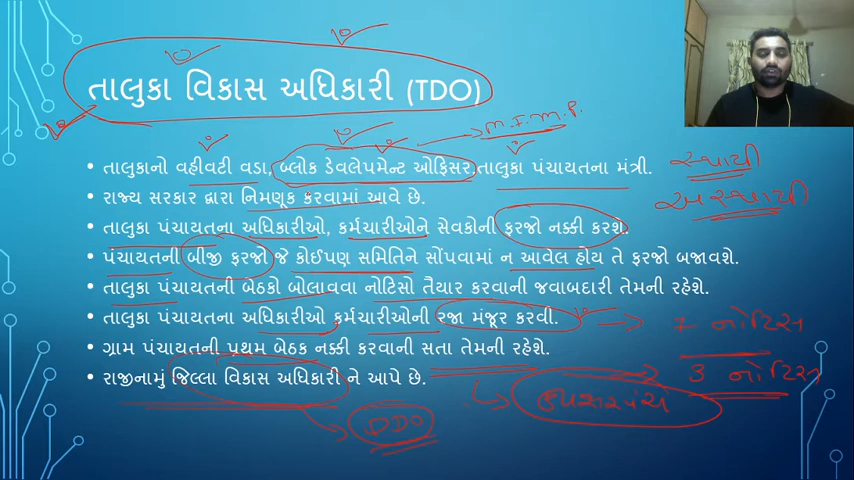 તાલુકા વિકાસ અધિકારી (TDO)
M.I.M.P.
• તાલુકાનો વહીવટી વડા, બ્લોક ડેવલેપમેન્ટ ઓફિસર.તાલુકા પંચાયતના મંત્રી.
સ્થાયી
• રાજ્ય સરકાર દ્વારા નિમણૂક કરવામાં આવે છે.
અસ્થાયી
• તાલુકા પંચાયતના અધિકારીઓ, કર્મચારીઓને સેવકોની ફરજો નક્કી કરશે.
• પંચાયતની બીજી ફરજો જે કોઈપણ સમિતિને સોંપવામાં ન આવેલ હોય તે ફરજો બજાવશે.
• તાલુકા પંચાયતની બેઠકો બોલાવવા નોટિસો તૈયાર કરવાની જવાબદારી તેમની રહેશે.
• તાલુકા પંચાયતના અધિકારીઓ કર્મચારીઓની રજા મંજૂર કરવી.
7 નોટિસ
• ગ્રામ પંચાયતની પ્રથમ બેઠક નક્કી કરવાની સતા તેમની રહેશે.
3 નોટિસ
• રાજીનામું જિલ્લા વિકાસ અધિકારી ને આપે છે.
DDO